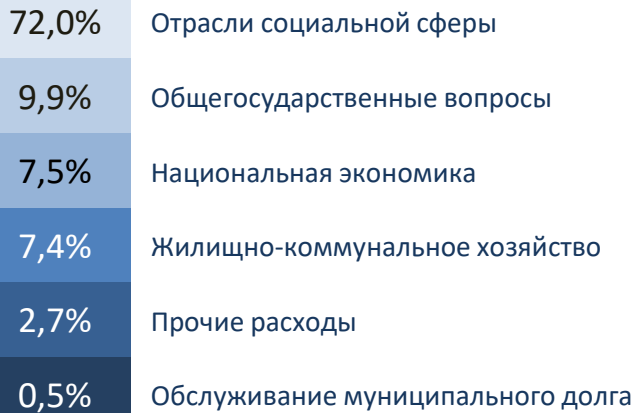 72,0% Отрасли социальной сферы
9,9% Общегосударственные вопросы
7,5% Национальная экономика
7,4% Жилищно-коммунальное хозяйство
2,7% Прочие расходы
0,5% Обслуживание муниципального долга